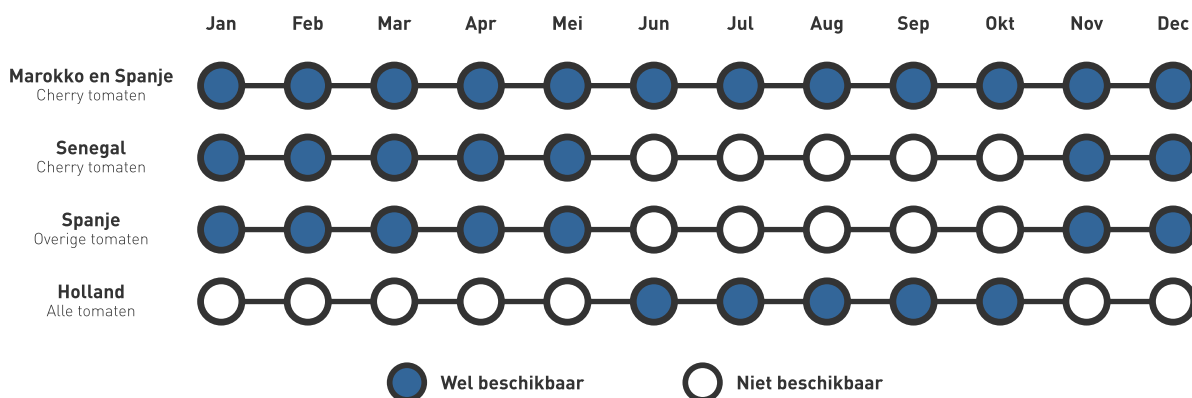 Jan Feb Mar Apr Mei Jun Jul Aug Sep Okt Nov Dec
Marokko en Spanje
Cherry tomaten
Senegal
Cherry tomaten
Spanje
Overige tomaten
Holland
Alle tomaten
Wel beschikbaar Niet beschikbaar